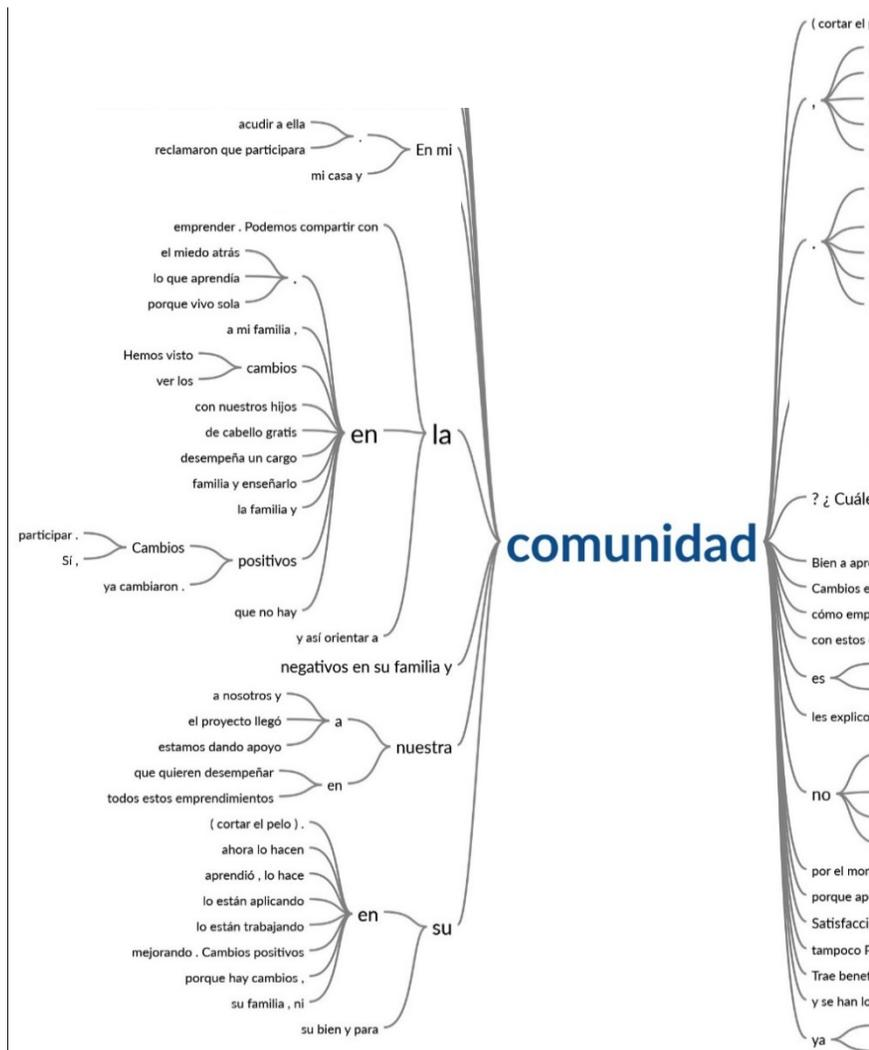 acudir a ella
.
reclamaron que participara
En mi
mi casa y
emprender . Podemos compartir con
el miedo atrás
lo que aprendía
.
porque vivo sola
a mi familia ,
Hemos visto
cambios
ver los
con nuestros hijos
de cabello gratis
en
la
desempeña un cargo
familia y enseñarlo
la familia y
participar .
Cambios
Sí ,
positivos
ya cambiaron .
que no hay
y así orientar a
negativos en su familia y
a nosotros y
el proyecto llegó
a
estamos dando apoyo
nuestra
que quieren desempeñar
en
todos estos emprendimientos
( cortar el pelo ) .
ahora lo hacen
aprendió , lo hace
lo están aplicando
en
lo están trabajando
su
mejorando . Cambios positivos
porque hay cambios ,
su familia , ni
su bien y para
comunidad
( cortar el
,
.
? ¿ Cuále
Bien a apr
Cambios e
cómo emp
con estos
es
les explico
no
por el mor
porque ap
Satisfacci
tampoco P
Trae benef
y se han lo
ya